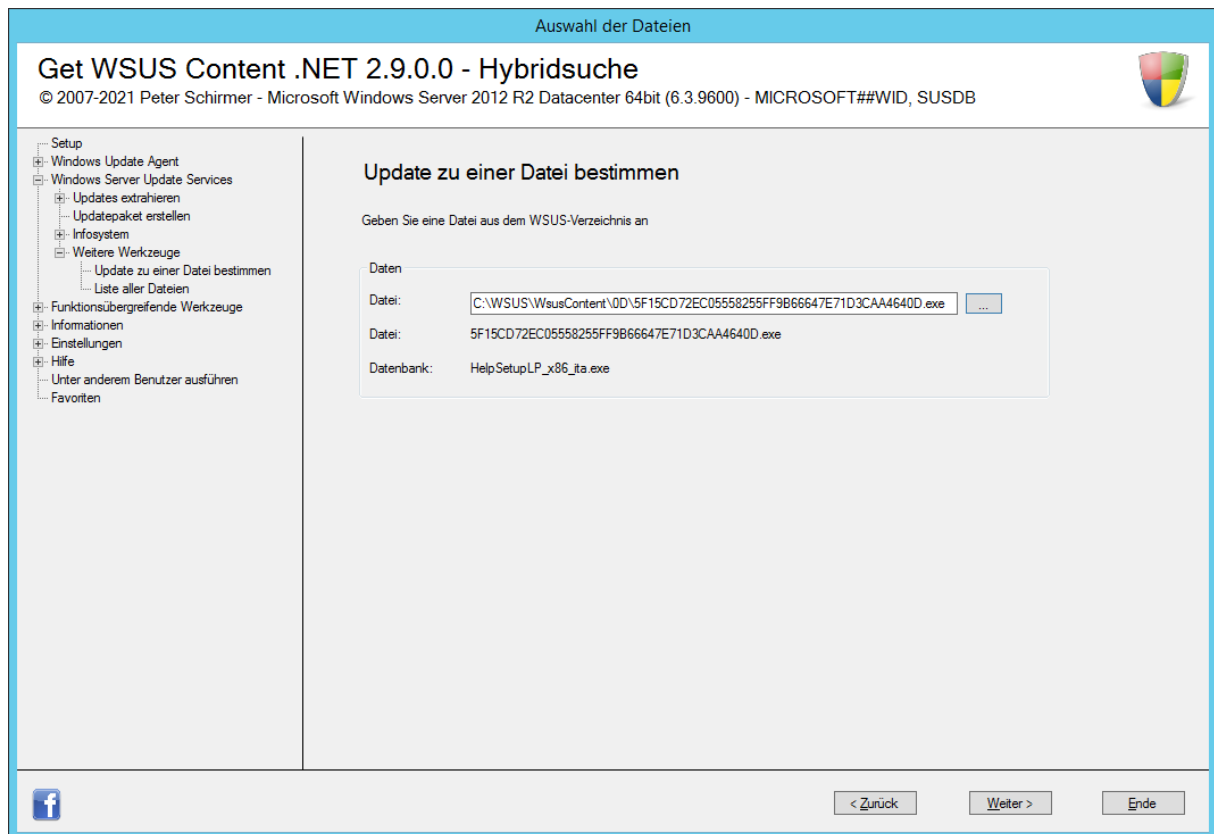 Auswahl der Dateien
Get WSUS Content .NET 2.9.0.0 - Hybridsuche
© 2007-2021 Peter Schirmer - Microsoft Windows Server 2012 R2 Datacenter 64bit (6.3.9600) - MICROSOFT##WID, SUSDB
Setup
Windows Update Agent
Windows Server Update Services
Updates extrahieren
Updatepaket erstellen
Infosystem
Weitere Werkzeuge
Update zu einer Datei bestimmen
Liste aller Dateien
Funktionsübergreifende Werkzeuge
Informationen
Einstellungen
Hilfe
Unter anderem Benutzer ausführen
Favoriten
Update zu einer Datei bestimmen
Geben Sie eine Datei aus dem WSUS-Verzeichnis an
Daten
Datei: C:\WSUS\WsusContent\0D\5F15CD72EC05558255FF9B66647E71D3CAA4640D.exe ...
Datei: 5F15CD72EC05558255FF9B66647E71D3CAA4640D.exe
Datenbank: HelpSetupLP_x86_ita.exe
f
< Zurück Weiter > Ende